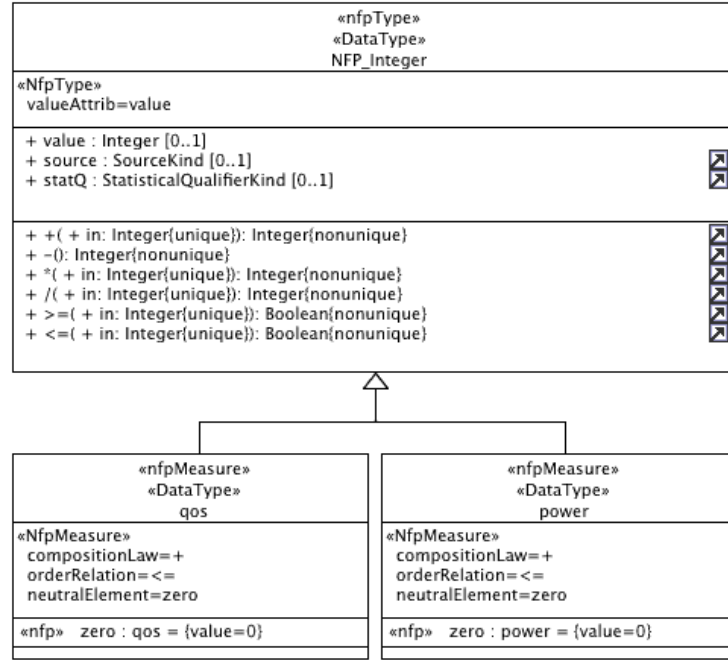 «nfpType»
«DataType»
NFP_Integer
«NfpType»
valueAttrib=value
+ value : Integer [0..1]
+ source : SourceKind [0..1]
+ statQ : StatisticalQualifierKind [0..1]
+ +( + in: Integer{unique}): Integer{nonunique}
+ -(): Integer{nonunique}
+ *( + in: Integer{unique}): Integer{nonunique}
+ /( + in: Integer{unique}): Integer{nonunique}
+ >=( + in: Integer{unique}): Boolean{nonunique}
+ <=( + in: Integer{unique}): Boolean{nonunique}
«nfpMeasure»
«DataType»
qos
«NfpMeasure»
compositionLaw=+
orderRelation=<=
neutralElement=zero
«nfp» zero : qos = {value=0}
«nfpMeasure»
«DataType»
power
«NfpMeasure»
compositionLaw=+
orderRelation=<=
neutralElement=zero
«nfp» zero : power = {value=0}